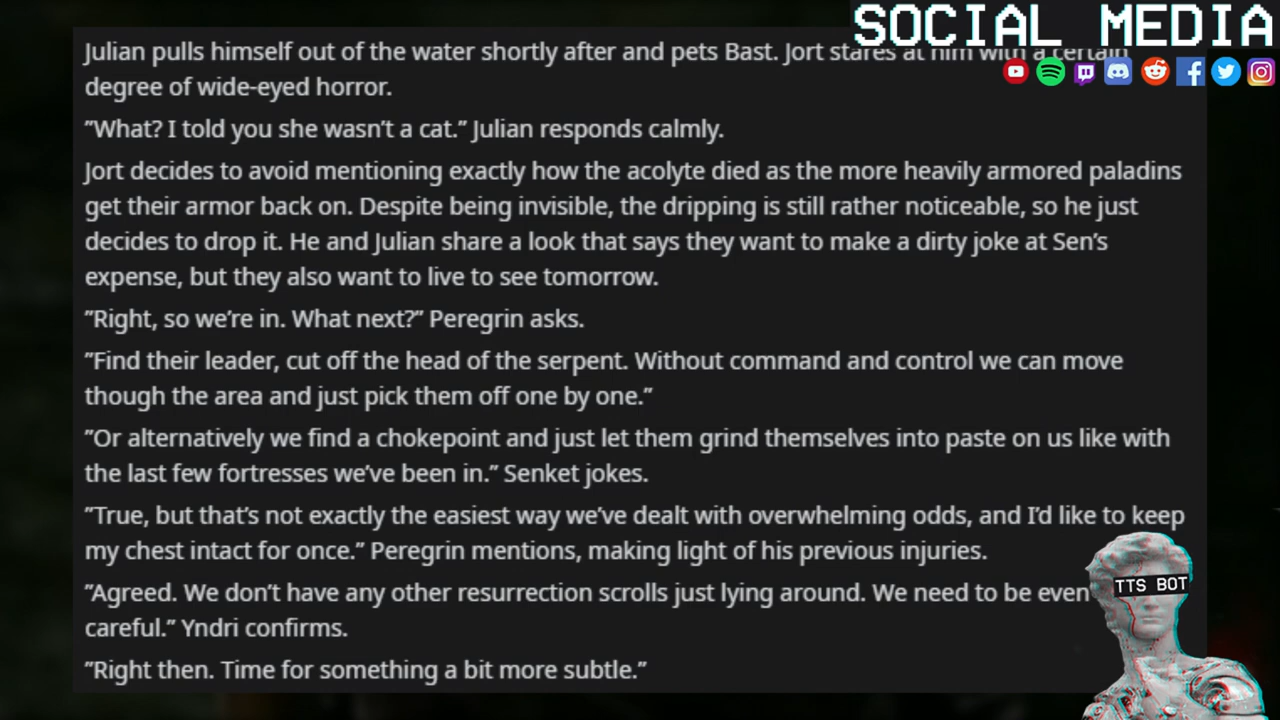 SOCIAL MEDIA
Julian pulls himself out of the water shortly after and pets Bast. Jort stares at him with a certain
degree of wide-eyed horror.
”What? I told you she wasn’t a cat.” Julian responds calmly.
Jort decides to avoid mentioning exactly how the acolyte died as the more heavily armored paladins
get their armor back on. Despite being invisible, the dripping is still rather noticeable, so he just
decides to drop it. He and Julian share a look that says they want to make a dirty joke at Sen’s
expense, but they also want to live to see tomorrow.
”Right, so we’re in. What next?” Peregrin asks.
”Find their leader, cut off the head of the serpent. Without command and control we can move
though the area and just pick them off one by one.”
”Or alternatively we find a chokepoint and just let them grind themselves into paste on us like with
the last few fortresses we’ve been in.” Senket jokes.
”True, but that’s not exactly the easiest way we’ve dealt with overwhelming odds, and I’d like to keep
my chest intact for once.” Peregrin mentions, making light of his previous injuries.
”Agreed. We don’t have any other resurrection scrolls just lying around. We need to be even
careful.” Yndri confirms.
”Right then. Time for something a bit more subtle.”
TTS BOT